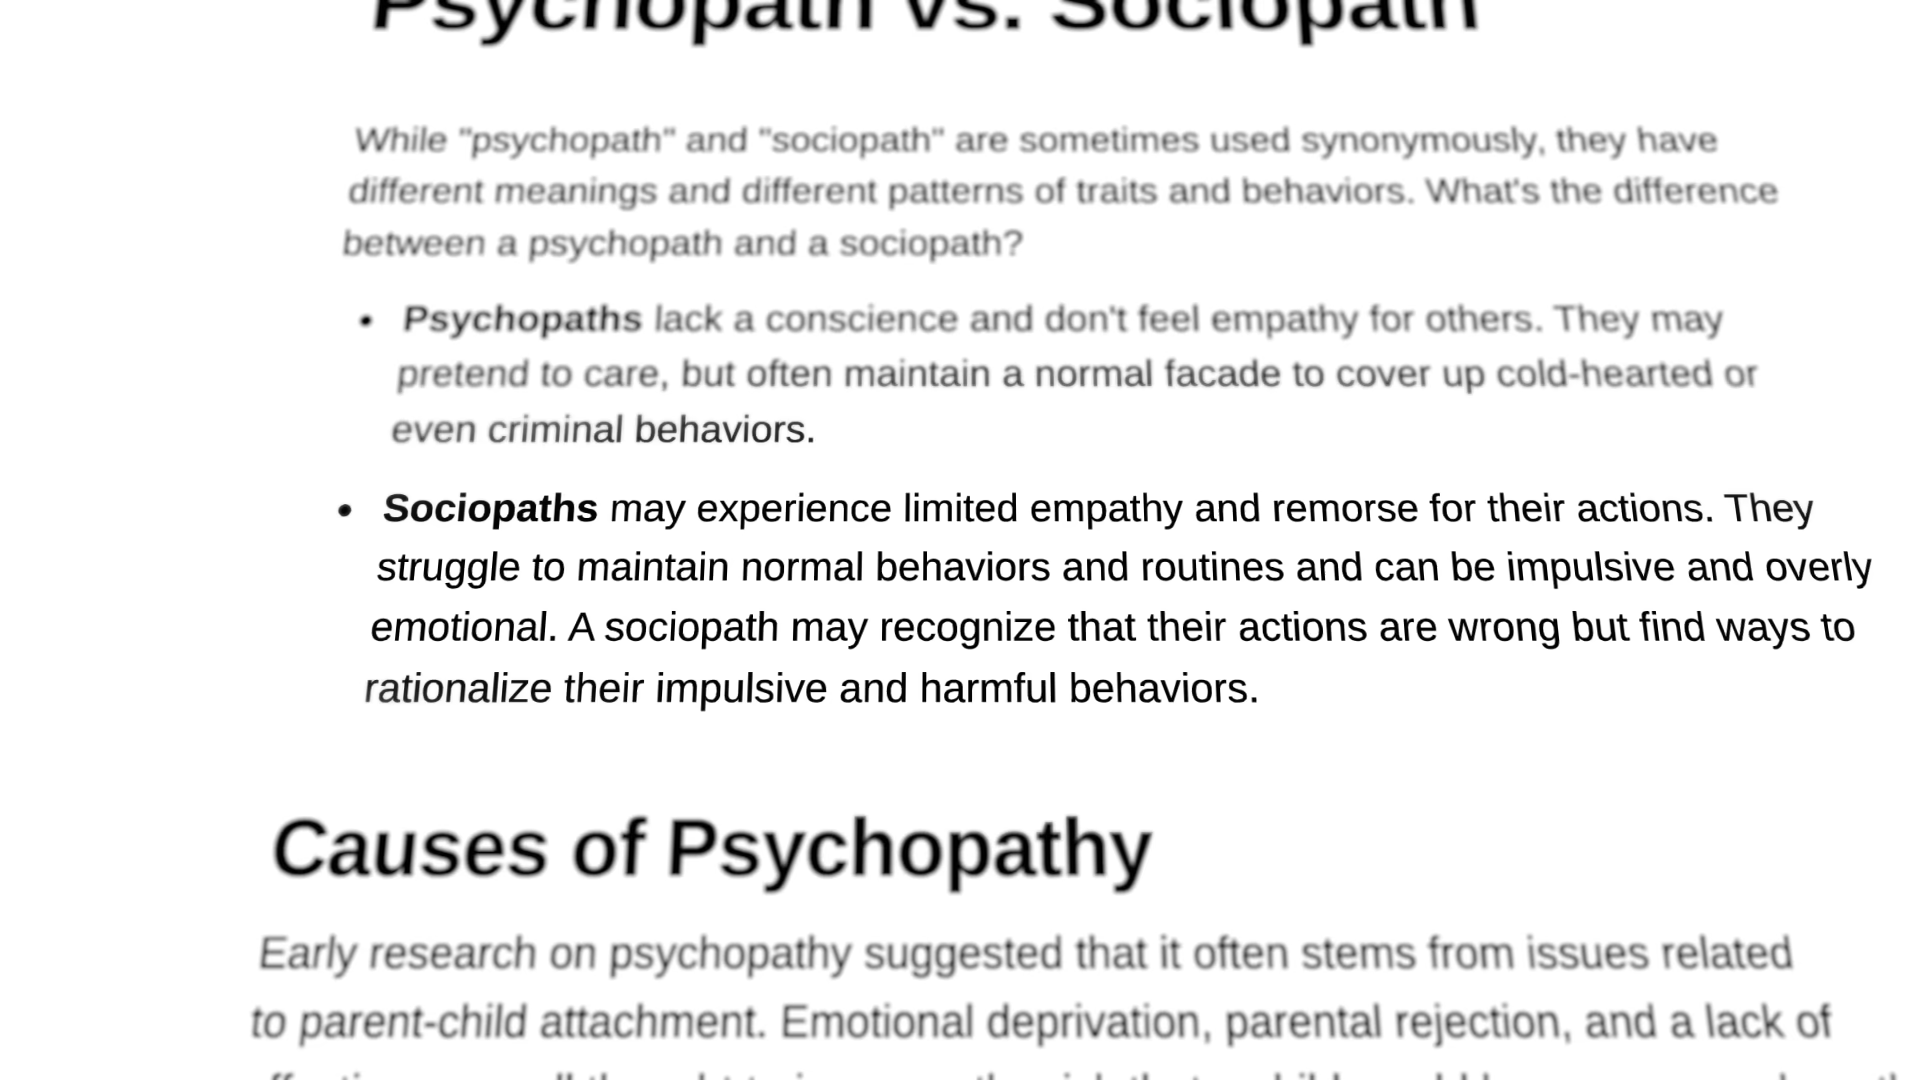 Psychopath vs. Sociopath
While "psychopath" and "sociopath" are sometimes used synonymously, they have
different meanings and different patterns of traits and behaviors. What's the difference
between a psychopath and a sociopath?
• Psychopaths lack a conscience and don't feel empathy for others. They may
pretend to care, but often maintain a normal facade to cover up cold-hearted or
even criminal behaviors.
• Sociopaths may experience limited empathy and remorse for their actions. They
struggle to maintain normal behaviors and routines and can be impulsive and overly
emotional. A sociopath may recognize that their actions are wrong but find ways to
rationalize their impulsive and harmful behaviors.
Causes of Psychopathy
Early research on psychopathy suggested that it often stems from issues related
to parent-child attachment. Emotional deprivation, parental rejection, and a lack of